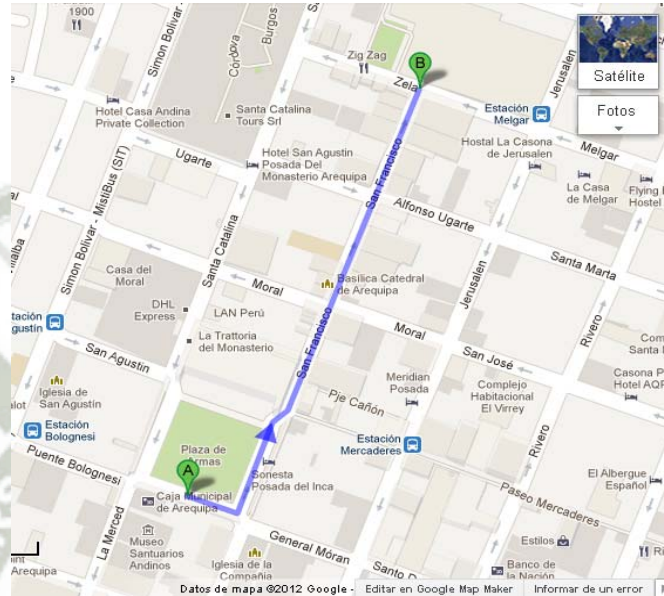 1900
Simon Bolivar -
Cordova
Burgos
Zig Zag
Zela
B
Satélite
Fotos
Jerusalen
Estación
Melgar
Hotel Casa Andina
Private Collection
Santa Catalina
Tours Srl
Ugarte
Hotel San Agustin
Posada Del
Monasterio Arequipa
San Francisco
Hostal La Casona
de Jerusalen
Melgar
La Casa
de Melgar
Flying
Hostel
Simon Bolivar - MistiBus (SIT)
Villalba
Santa Catalina
Alfonso Ugarte
Casa del
Moral
Moral
Basílica Catedral
de Arequipa
Jerusalen
Santa Marta
DHL
Express
LAN Perú
La Trattoria
del Monasterio
San Francisco
Moral
San José
Rivero
Estación
San Agustin
Iglesia de
San Agustín
Meridian
Posada
Complejo
Habitacional
El Virrey
Casona
Hotel AQP
Pje Cañón
Estación
Bolognesi
Plaza de
Armas
Estación
Mercaderes
Rivero
Puente Bolognesi
A
Caja Municipal
de Arequipa
Sonesta
Posada del Inca
El Albergue
Español
Paseo Mercaderes
La Merced
Museo
Santuarios
Andinos
Iglesia de la
Compañía
General Móran
Estilos
Banco de
la Nación
Arequipa
Santo
Datos de mapa ©2012 Google - Editar en Google Map Maker Informar de un error